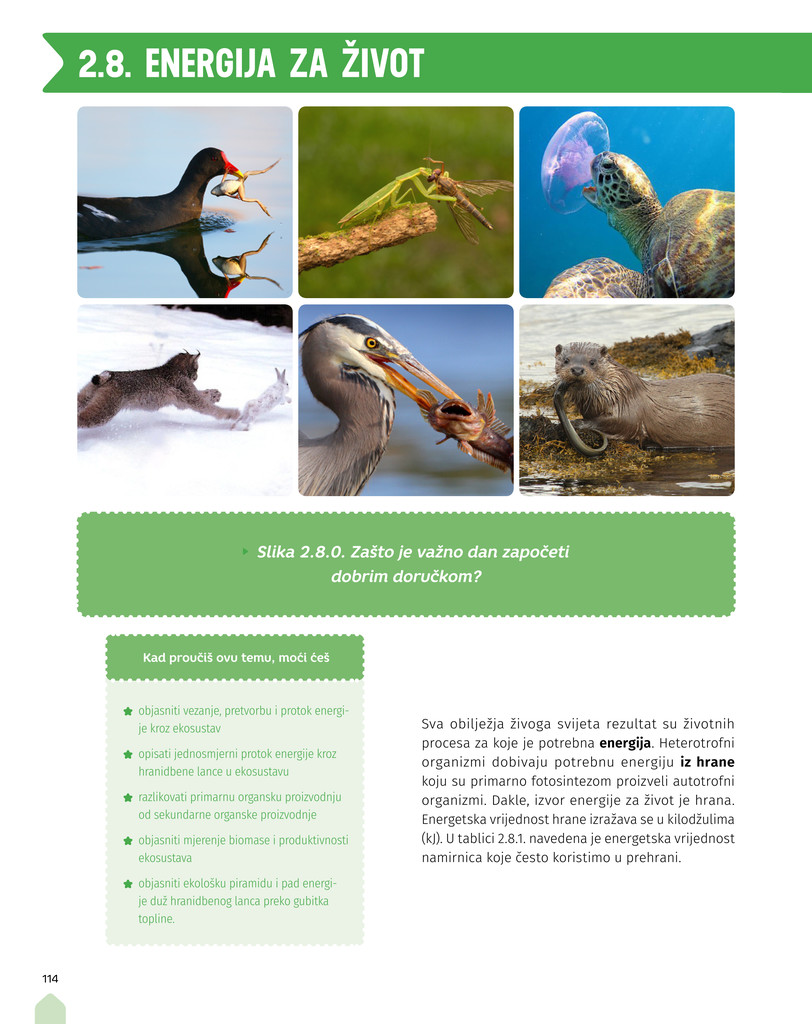 2.8. ENERGIJA ZA ŽIVOT
Slika 2.8.0. Zašto je važno dan započeti
dobrim doručkom?
Kad proučiš ovu temu, moći ćeš
objasniti vezanje, pretvorbu i protok energi-
je kroz ekosustav
opisati jednosmjerni protok energije kroz
hranidbene lance u ekosustavu
razlikovati primarnu organsku proizvodnju
od sekundarne organske proizvodnje
objasniti mjerenje biomase i produktivnosti
ekosustava
objasniti ekološku piramidu i pad energi-
je duž hranidbenog lanca preko gubitka
topline.
Sva obilježja živoga svijeta rezultat su životnih
procesa za koje je potrebna energija. Heterotrofni
organizmi dobivaju potrebnu energiju iz hrane
koju su primarno fotosintezom proizveli autotrofni
organizmi. Dakle, izvor energije za život je hrana.
Energetska vrijednost hrane izražava se u kilodžulima
(kJ). U tablici 2.8.1. navedena je energetska vrijednost
namirnica koje često koristimo u prehrani.
114